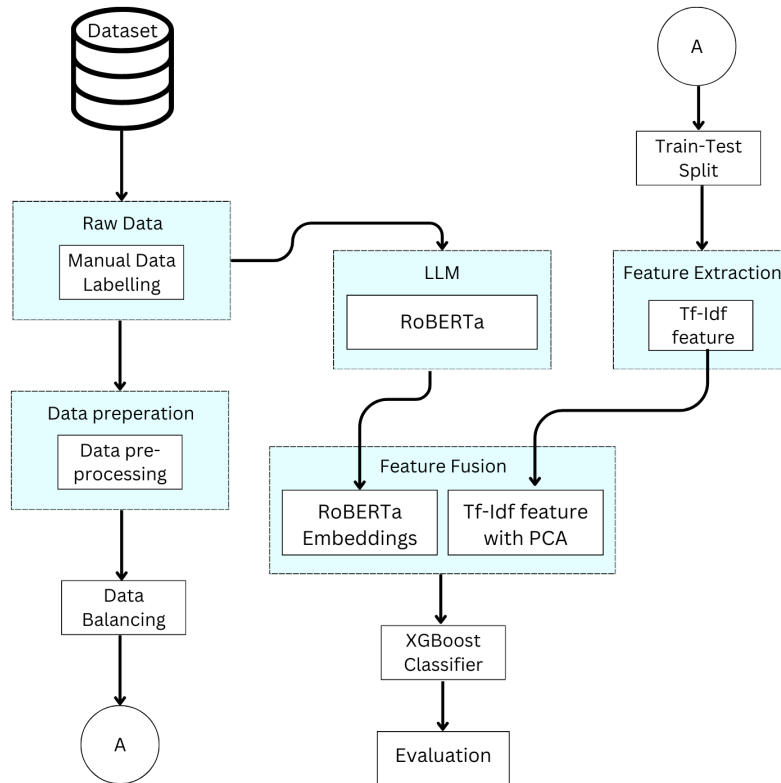 Dataset
Raw Data
Manual Data
Labelling
Data preperation
Data pre-
processing
Data
Balancing
A
LLM
RoBERTa
A
Train-Test
Split
Feature Extraction
Tf-Idf
feature
Feature Fusion
RoBERTa
Embeddings
Tf-Idf feature
with PCA
XGBoost
Classifier
Evaluation